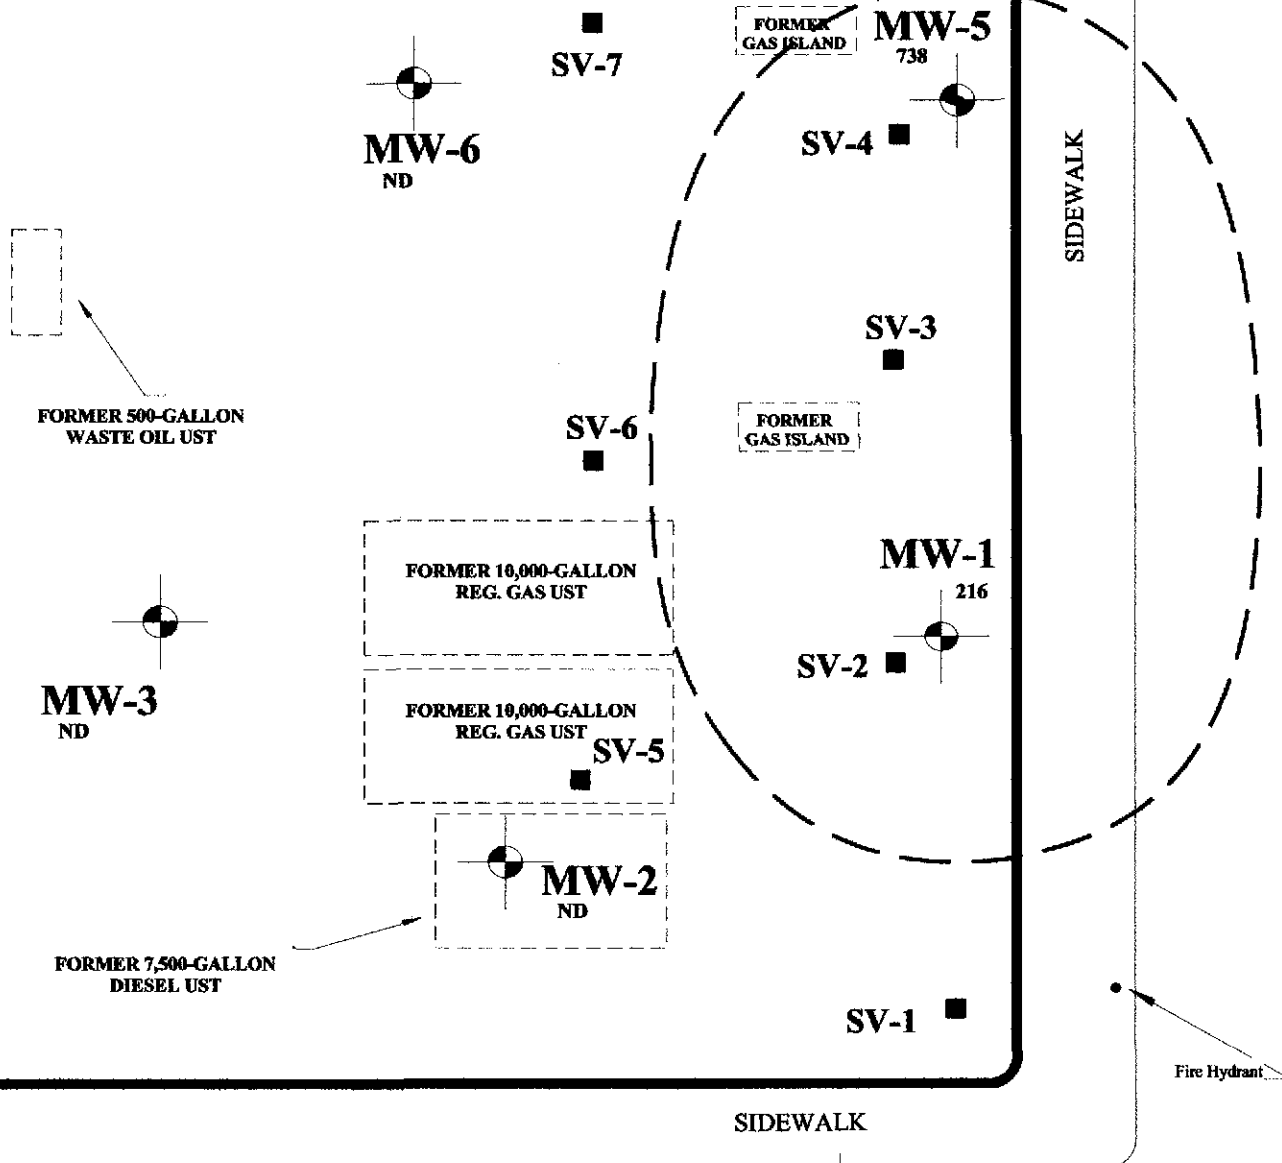 FORMER
GAS ISLAND
MW-5
738
SV-7
SV-4
MW-6
ND
SIDEWALK
SV-3
FORMER 500-GALLON
WASTE OIL UST
SV-6
FORMER
GAS ISLAND
MW-1
216
FORMER 10,000-GALLON
REG. GAS UST
SV-2
MW-3
ND
FORMER 10,000-GALLON
REG. GAS UST
SV-5
MW-2
ND
FORMER 7,500-GALLON
DIESEL UST
SV-1
Fire Hydrant
SIDEWALK